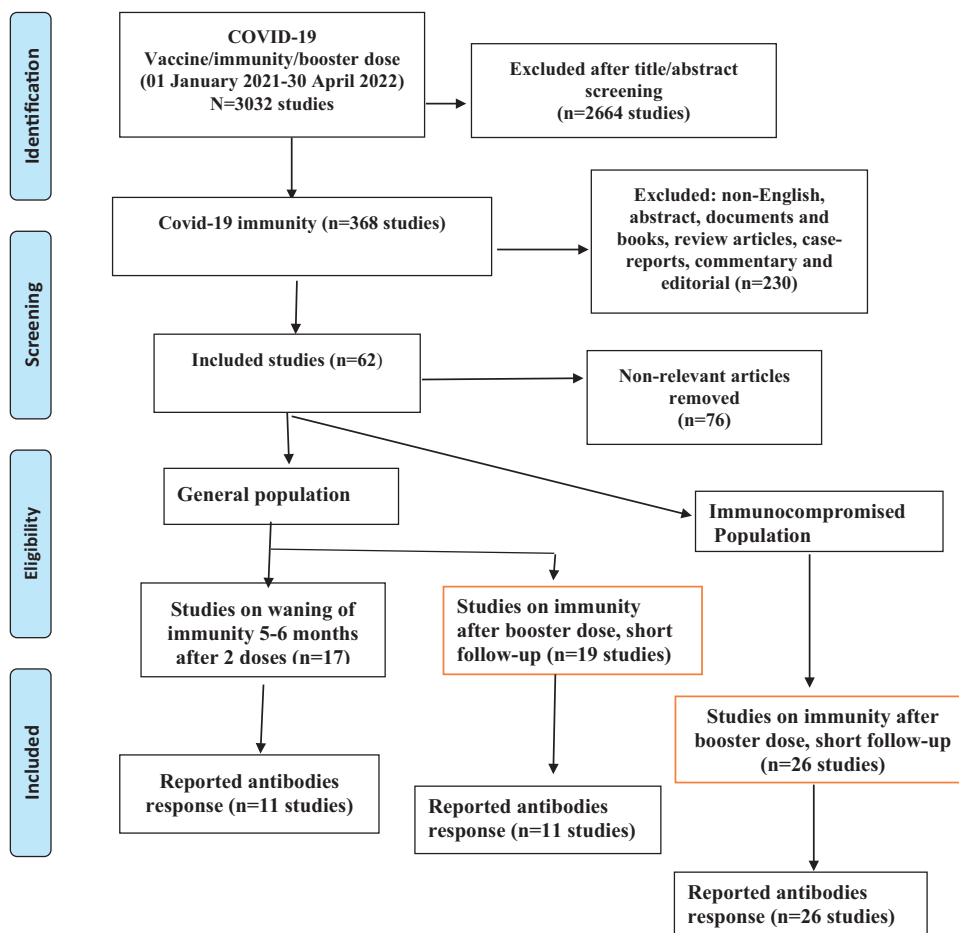 Identification
COVID-19
Vaccine/immunity/booster dose
(01 January 2021-30 April 2022)
N=3032 studies
Excluded after title/abstract
screening
(n=2664 studies)
Screening
Covid-19 immunity (n=368 studies)
Excluded: non-English,
abstract, documents and
books, review articles, case-
reports, commentary and
editorial (n=230)
Included studies (n=62)
Non-relevant articles
removed
(n=76)
Eligibility
General population
Immunocompromised
Population
Studies on waning of
immunity 5-6 months
after 2 doses (n=17)
Studies on immunity
after booster dose, short
follow-up (n=19 studies)
Studies on immunity after
booster dose, short follow-up
(n=26 studies)
Included
Reported antibodies
response (n=11 studies)
Reported antibodies
response (n=11 studies)
Reported antibodies
response (n=26 studies)